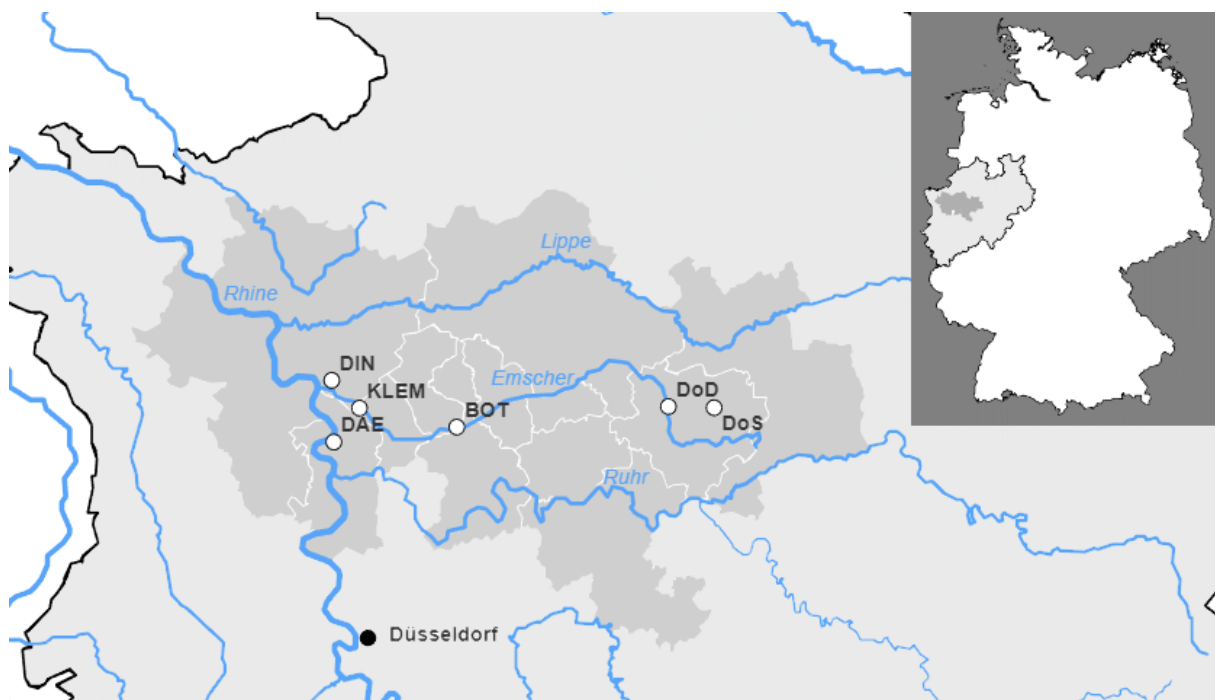 Lippe
Rhine
DIN
Emscher
KLEM
DoD
BOT
DoS
DAE
Ruhr
Düsseldorf